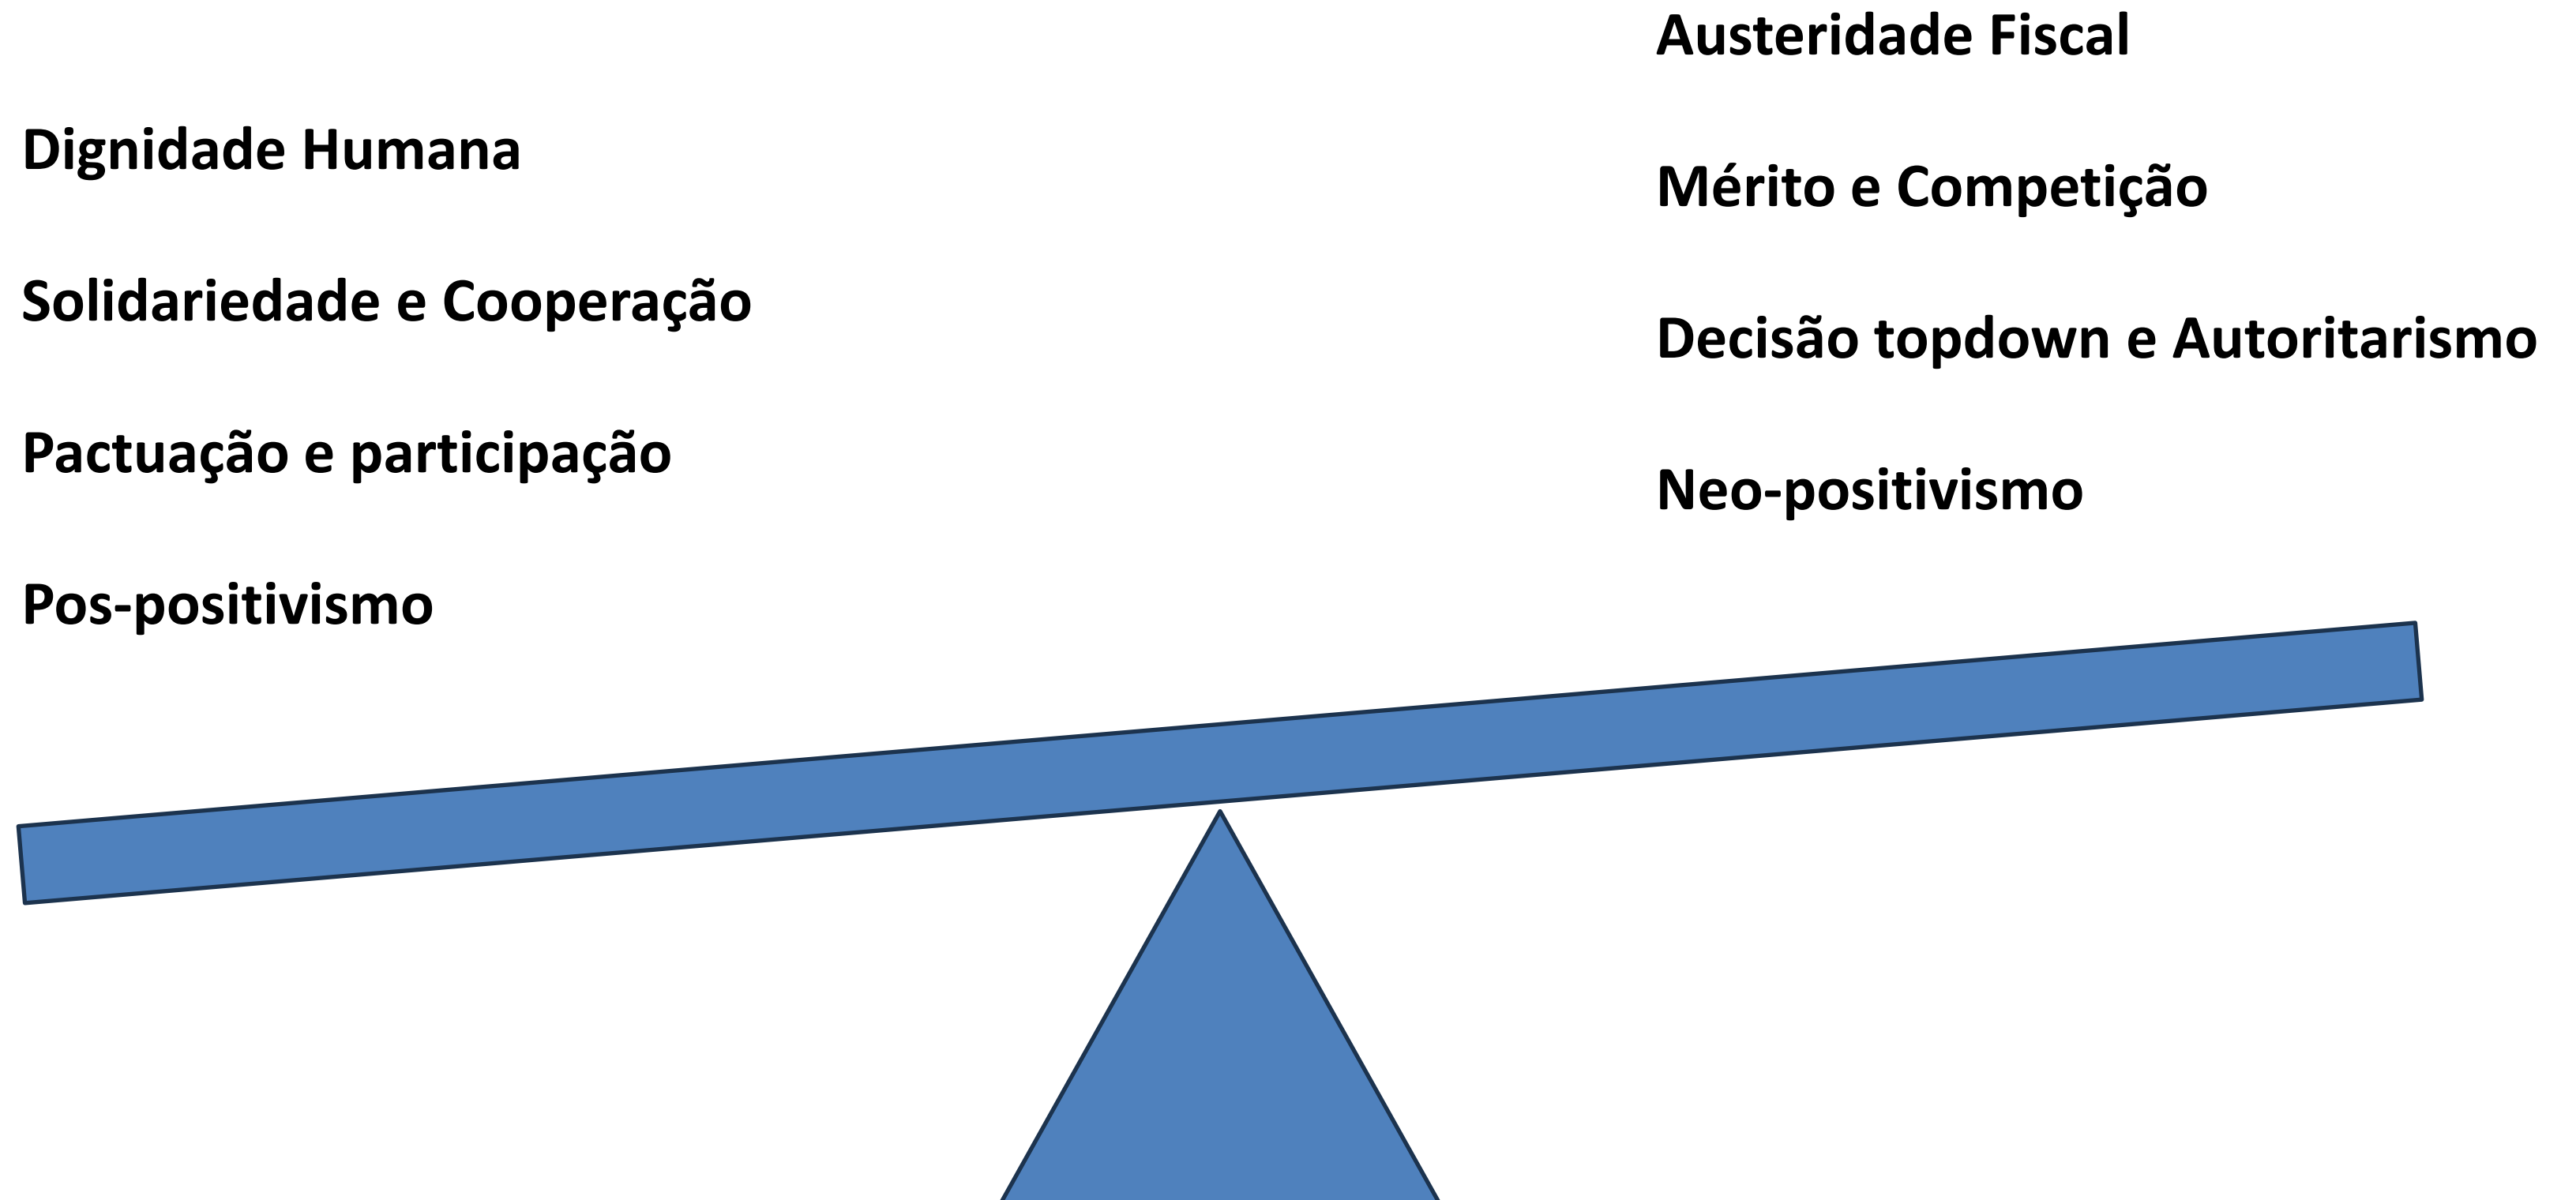 Dignidade Humana
Solidariedade e Cooperação
Pactuação e participação
Pos-positivismo
Austeridade Fiscal
Mérito e Competição
Decisão topdown e Autoritarismo
Neo-positivismo